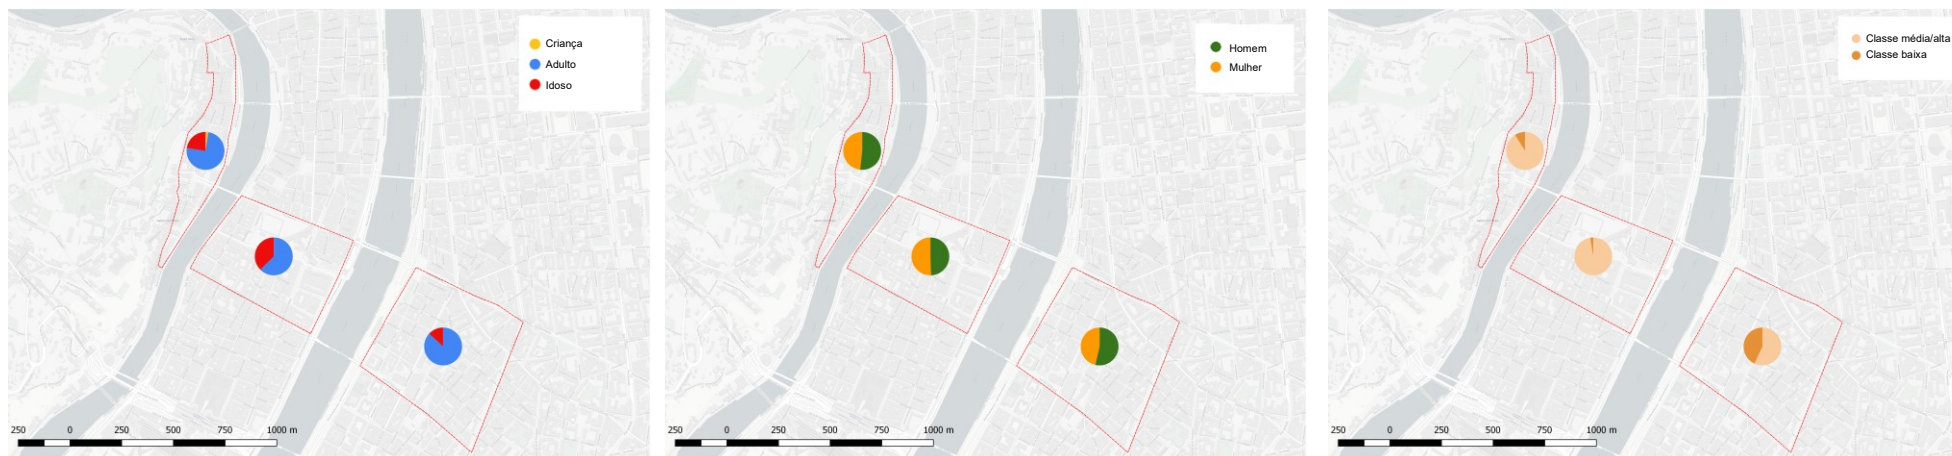 Criança
Adulto
Idoso
250 0 250 500 750 1000 m
Homem
Mulher
250 0 250 500 750 1000 m
Classe média/alta
Classe baixa
250 0 250 500 750 1000 m